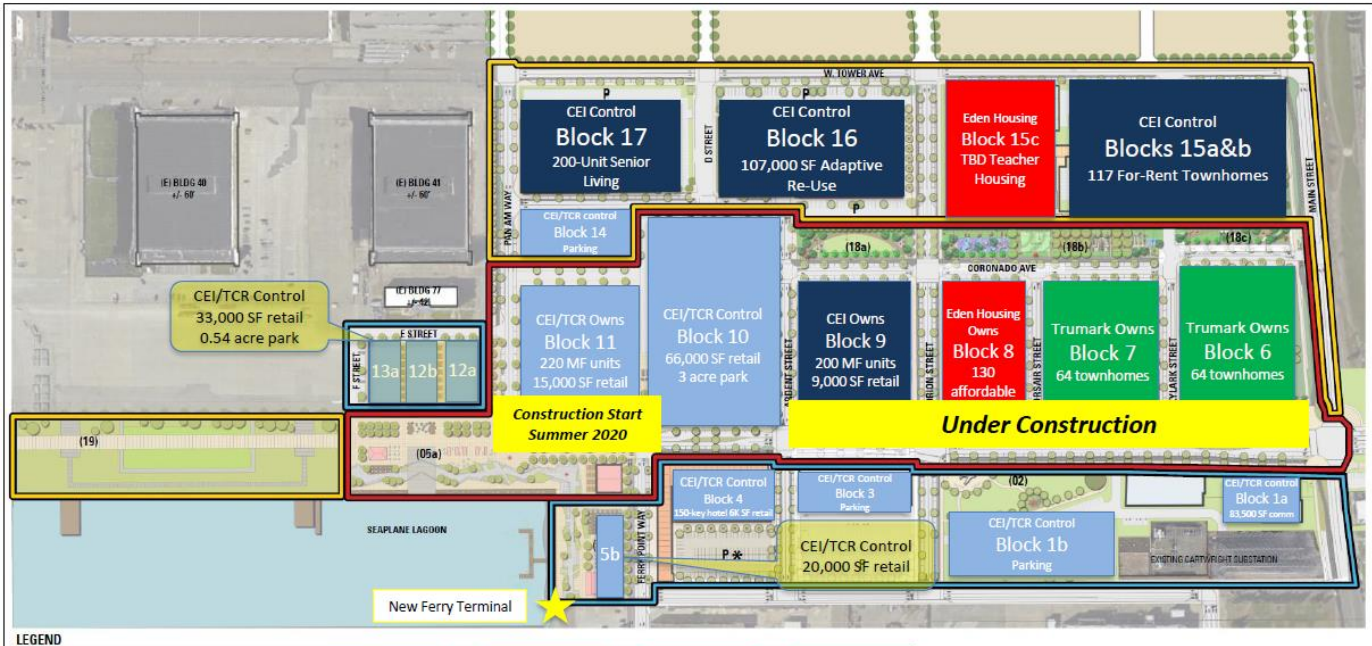 W. TOWER AVE
P
P
CEI Control
Block 17
200-Unit Senior
Living
D STREET
CEI Control
Block 16
107,000 SF Adaptive
Re-Use
P
Eden Housing
Block 15c
TBD Teacher
Housing
CEI Control
Blocks 15a&b
117 For-Rent Townhomes
MAIN STREET
(E) BLDG 40
+/- 60'
(E) BLDG 41
+/- 60'
PAN AM WAY
CEI/TCR control
Block 14
Parking
(18a)
(18b)
(18c)
CORONADO AVE
(E) BLDG 77
CEI/TCR Control
33,000 SF retail
0.54 acre park
E STREET
F STREET
13a
12b
12a
CEI/TCR Owns
Block 11
220 MF units
15,000 SF retail
CEI/TCR Control
Block 10
66,000 SF retail
3 acre park
ARDENT STREET
CEI Owns
Block 9
200 MF units
9,000 SF retail
ORION STREET
Eden Housing
Owns
Block 8
130
affordable
CORSAIR STREET
Trumark Owns
Block 7
64 townhomes
SKYLARK STREET
Trumark Owns
Block 6
64 townhomes
Construction Start
Summer 2020
Under Construction
(19)
(05a)
SEAPLANE LAGOON
FERRY POINT WAY
5b
New Ferry Terminal
CEI/TCR Control
Block 4
150-key hotel 6K SF retail
P *
CEI/TCR Control
Block 3
Parking
P
CEI/TCR Control
20,000 SF retail
(02)
CEI/TCR Control
Block 1b
Parking
CEI/TCR control
Block 1a
83,500 SF comm
EXISTING CARTWRIGHT SUBSTATION
LEGEND